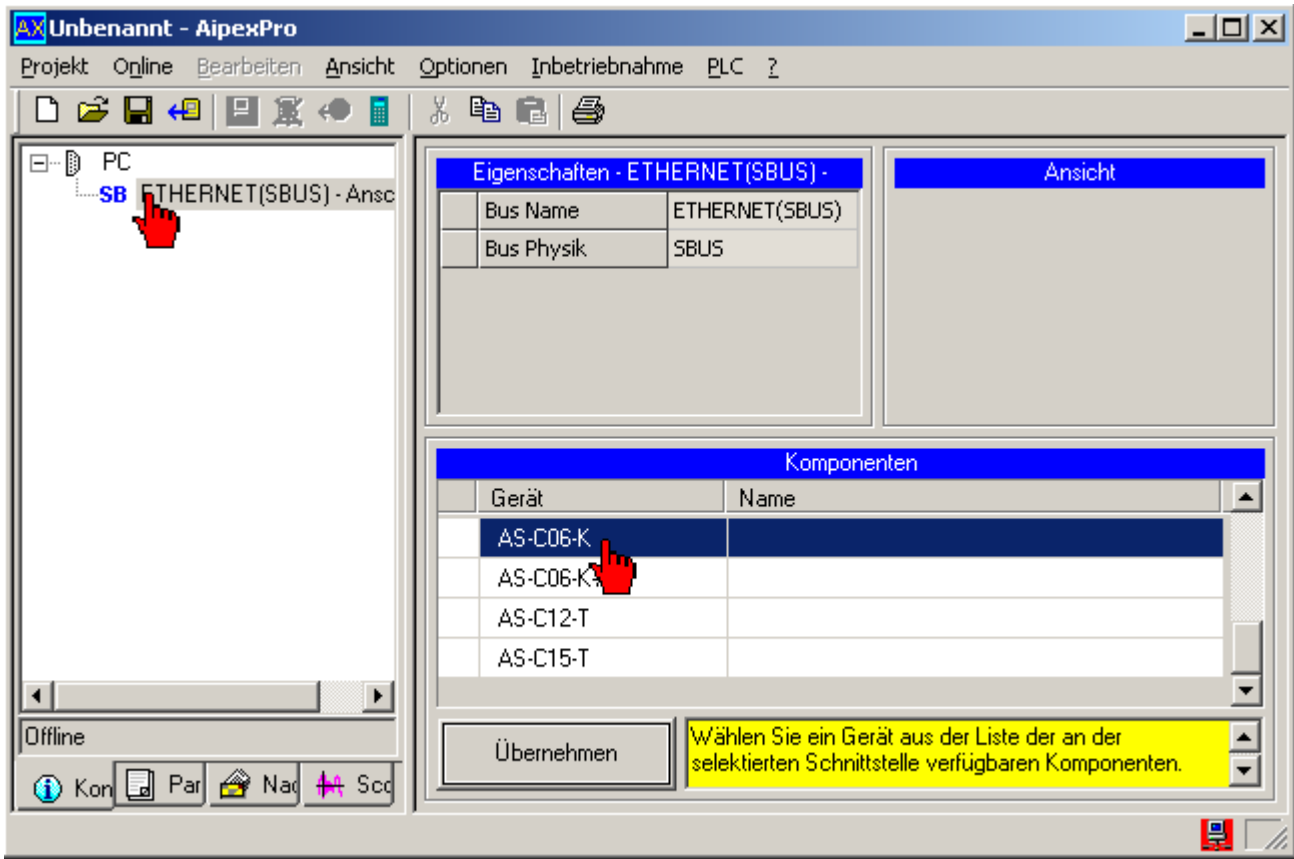 AX Unbenannt - AipexPro
Projekt Online Bearbeiten Ansicht Optionen Inbetriebnahme PLC ?
PC
SB ETHERNET(SBUS) - Ansc
Offline
Kon Par Nac Sco
Eigenschaften - ETHERNET(SBUS) -
Bus Name ETHERNET(SBUS)
Bus Physik SBUS
Ansicht
Komponenten
Gerät Name
AS-C06-K
AS-C06-K
AS-C12-T
AS-C15-T
Übernehmen
Wählen Sie ein Gerät aus der Liste der an der
selektierten Schnittstelle verfügbaren Komponenten.